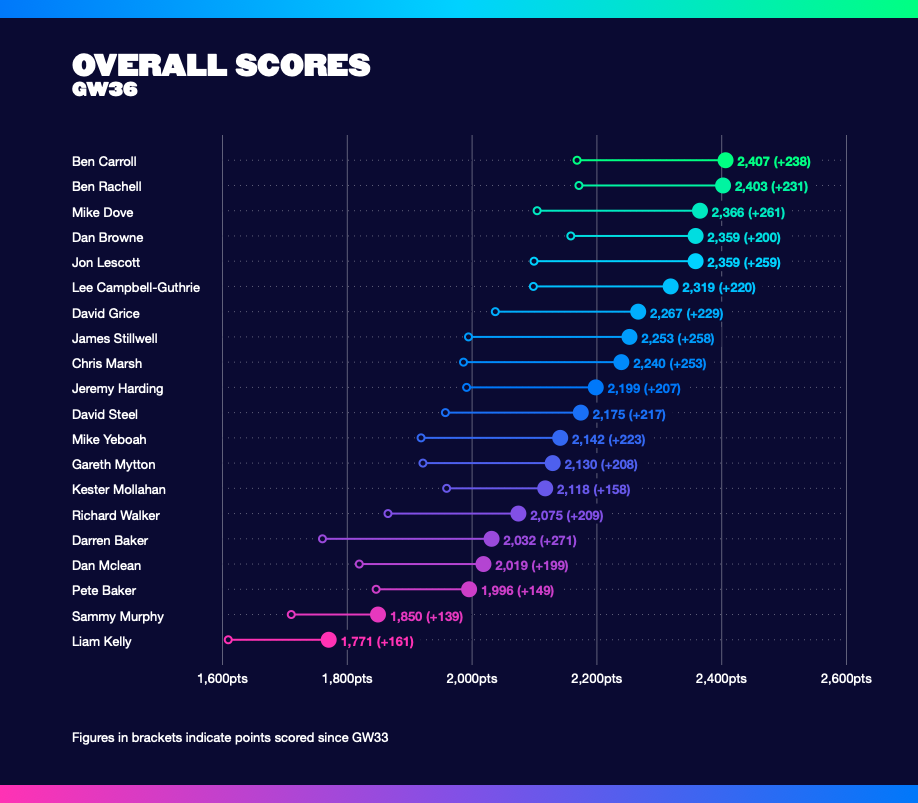 OVERALL SCORES
GW36
Ben Carroll 2,407 (+238)
Ben Rachell 2,403 (+231)
Mike Dove 2,366 (+261)
Dan Browne 2,359 (+200)
Jon Lescott 2,359 (+259)
Lee Campbell-Guthrie 2,319 (+220)
David Grice 2,267 (+229)
James Stillwell 2,253 (+258)
Chris Marsh 2,240 (+253)
Jeremy Harding 2,199 (+207)
David Steel 2,175 (+217)
Mike Yeboah 2,142 (+223)
Gareth Mytton 2,130 (+208)
Kester Mollahan 2,118 (+158)
Richard Walker 2,075 (+209)
Darren Baker 2,032 (+271)
Dan Mclean 2,019 (+199)
Pete Baker 1,996 (+149)
Sammy Murphy 1,850 (+139)
Liam Kelly 1,771 (+161)
1,600pts 1,800pts 2,000pts 2,200pts 2,400pts 2,600pts
Figures in brackets indicate points scored since GW33